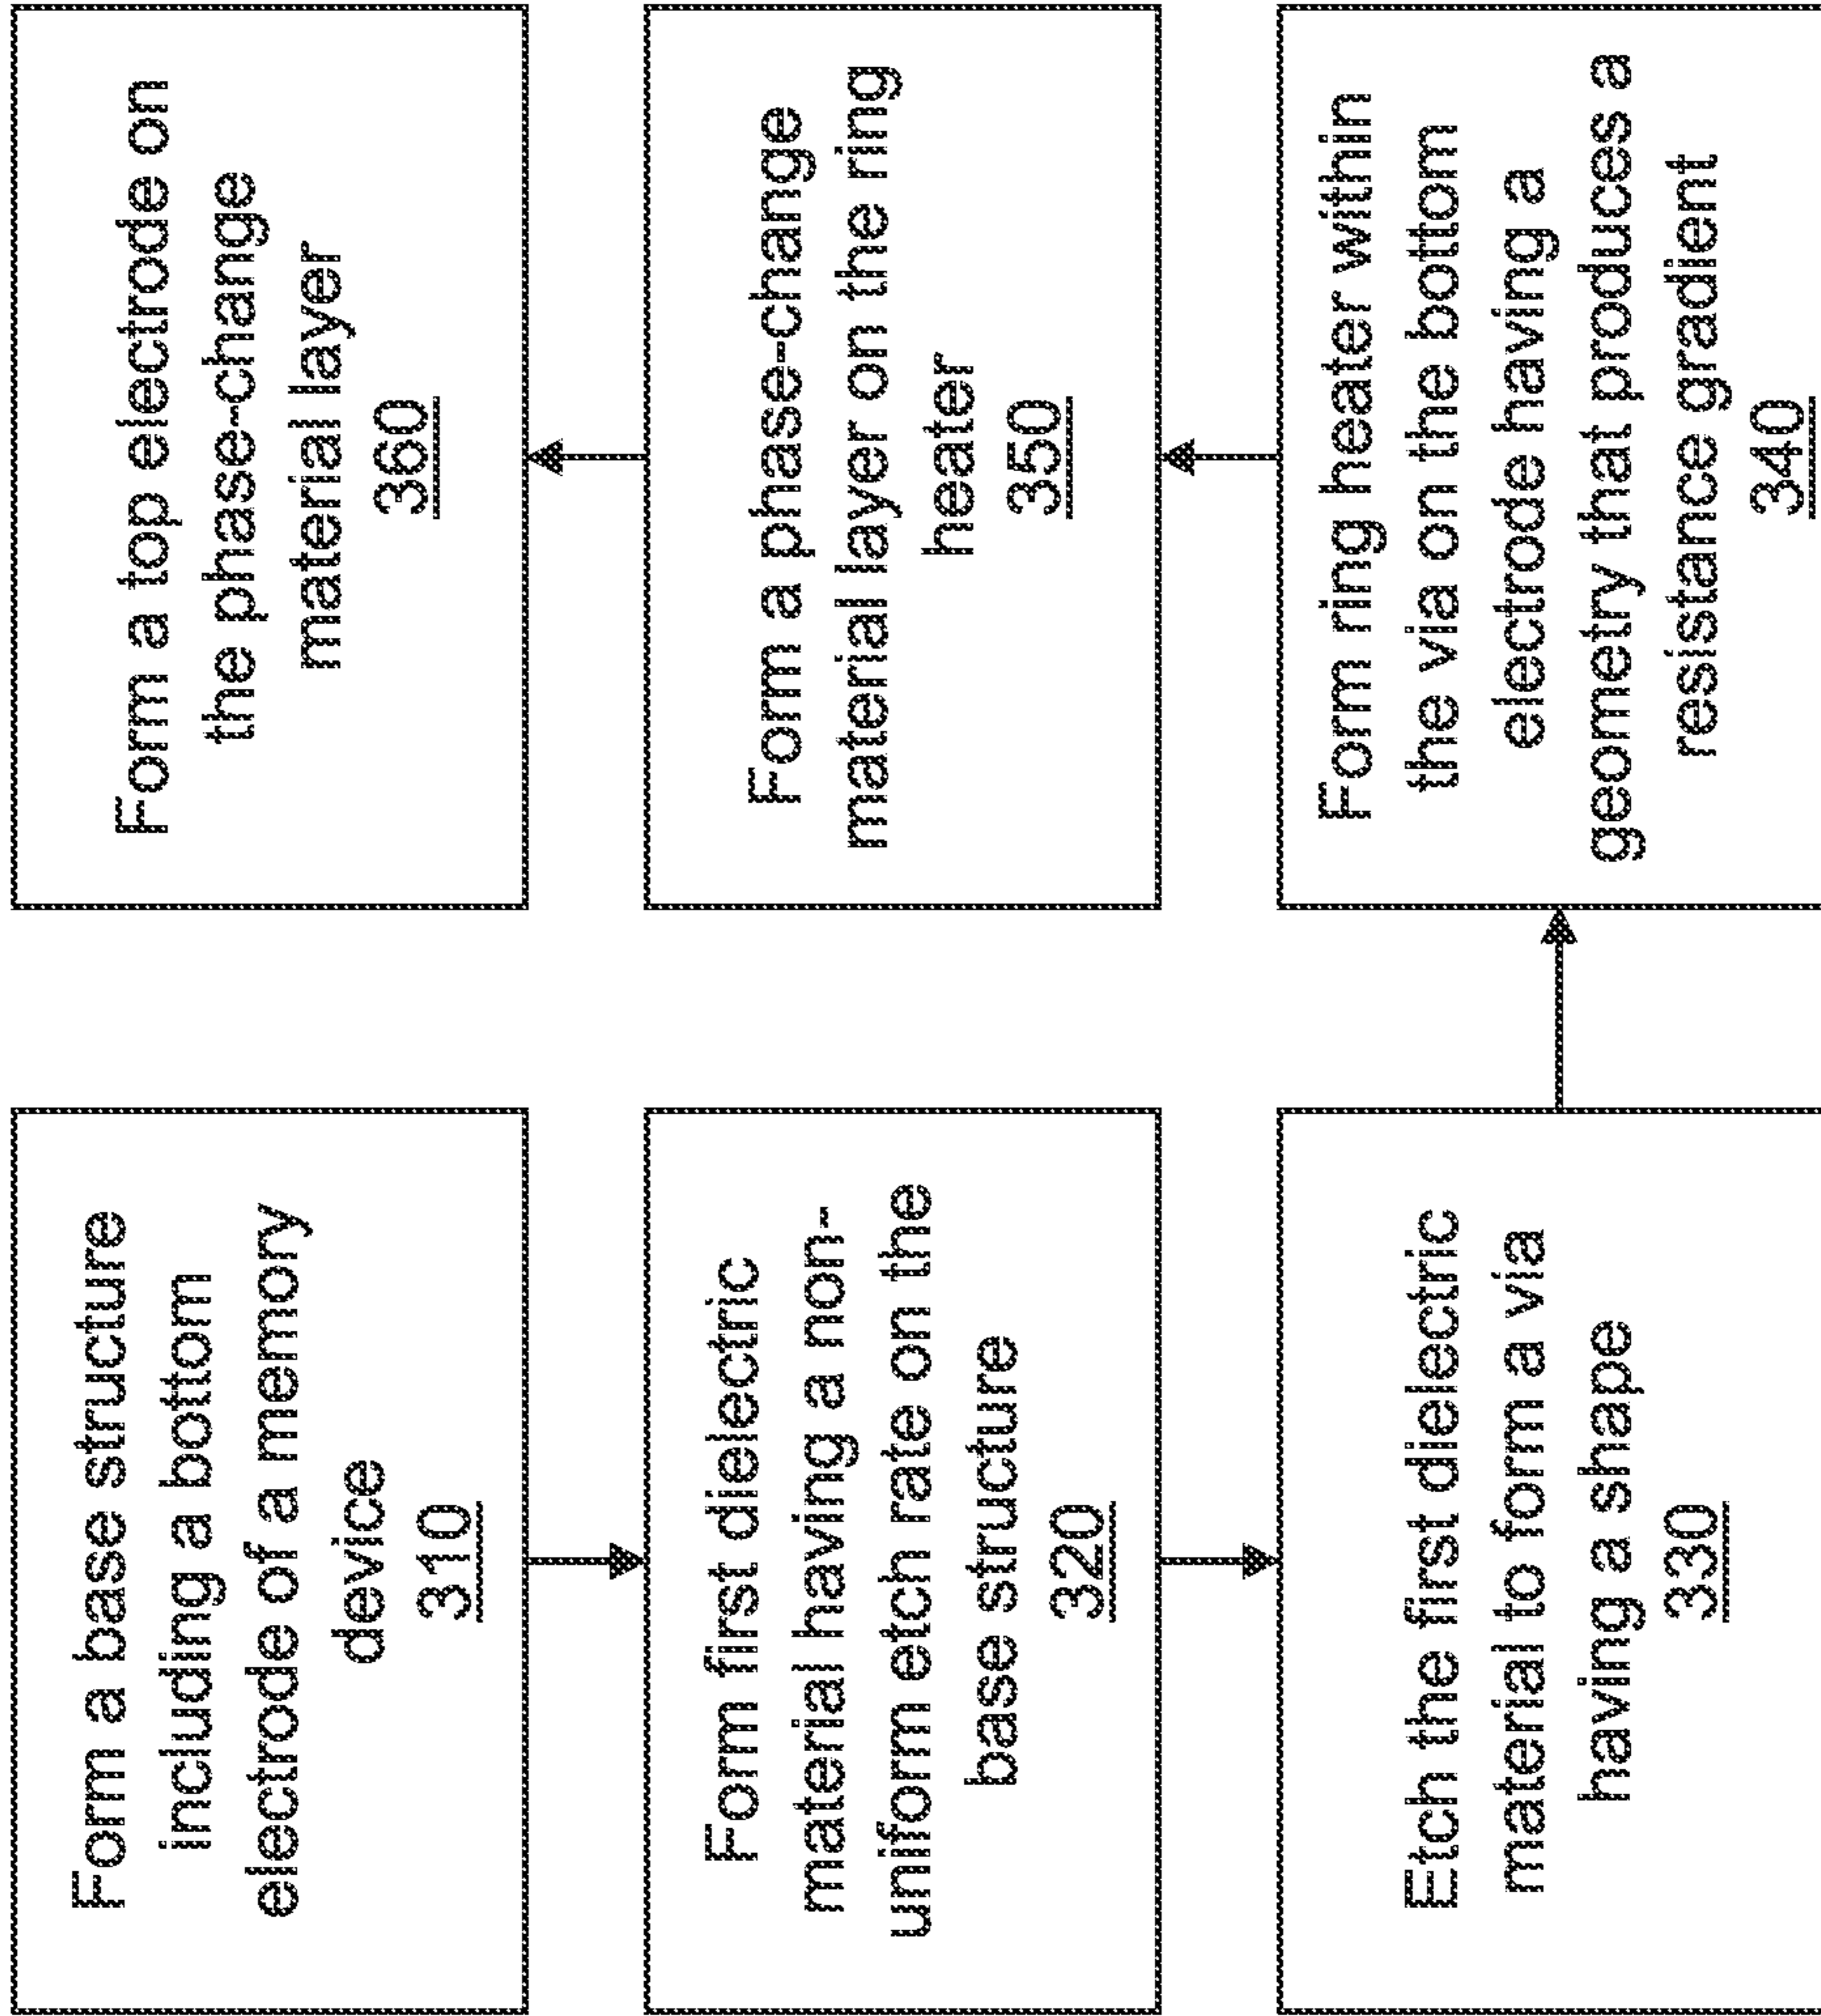 Form a base structure
including a bottom
electrode of a memory
device
310
Form first dielectric
material having a non-
uniform etch rate on the
base structure
320
Etch the first dielectric
material to form a via
having a shape
330
Form ring heater within
the via on the bottom
electrode having a
geometry that produces a
resistance gradient
340
Form a phase-change
material layer on the ring
heater
350
Form a top electrode on
the phase-change
material layer
360